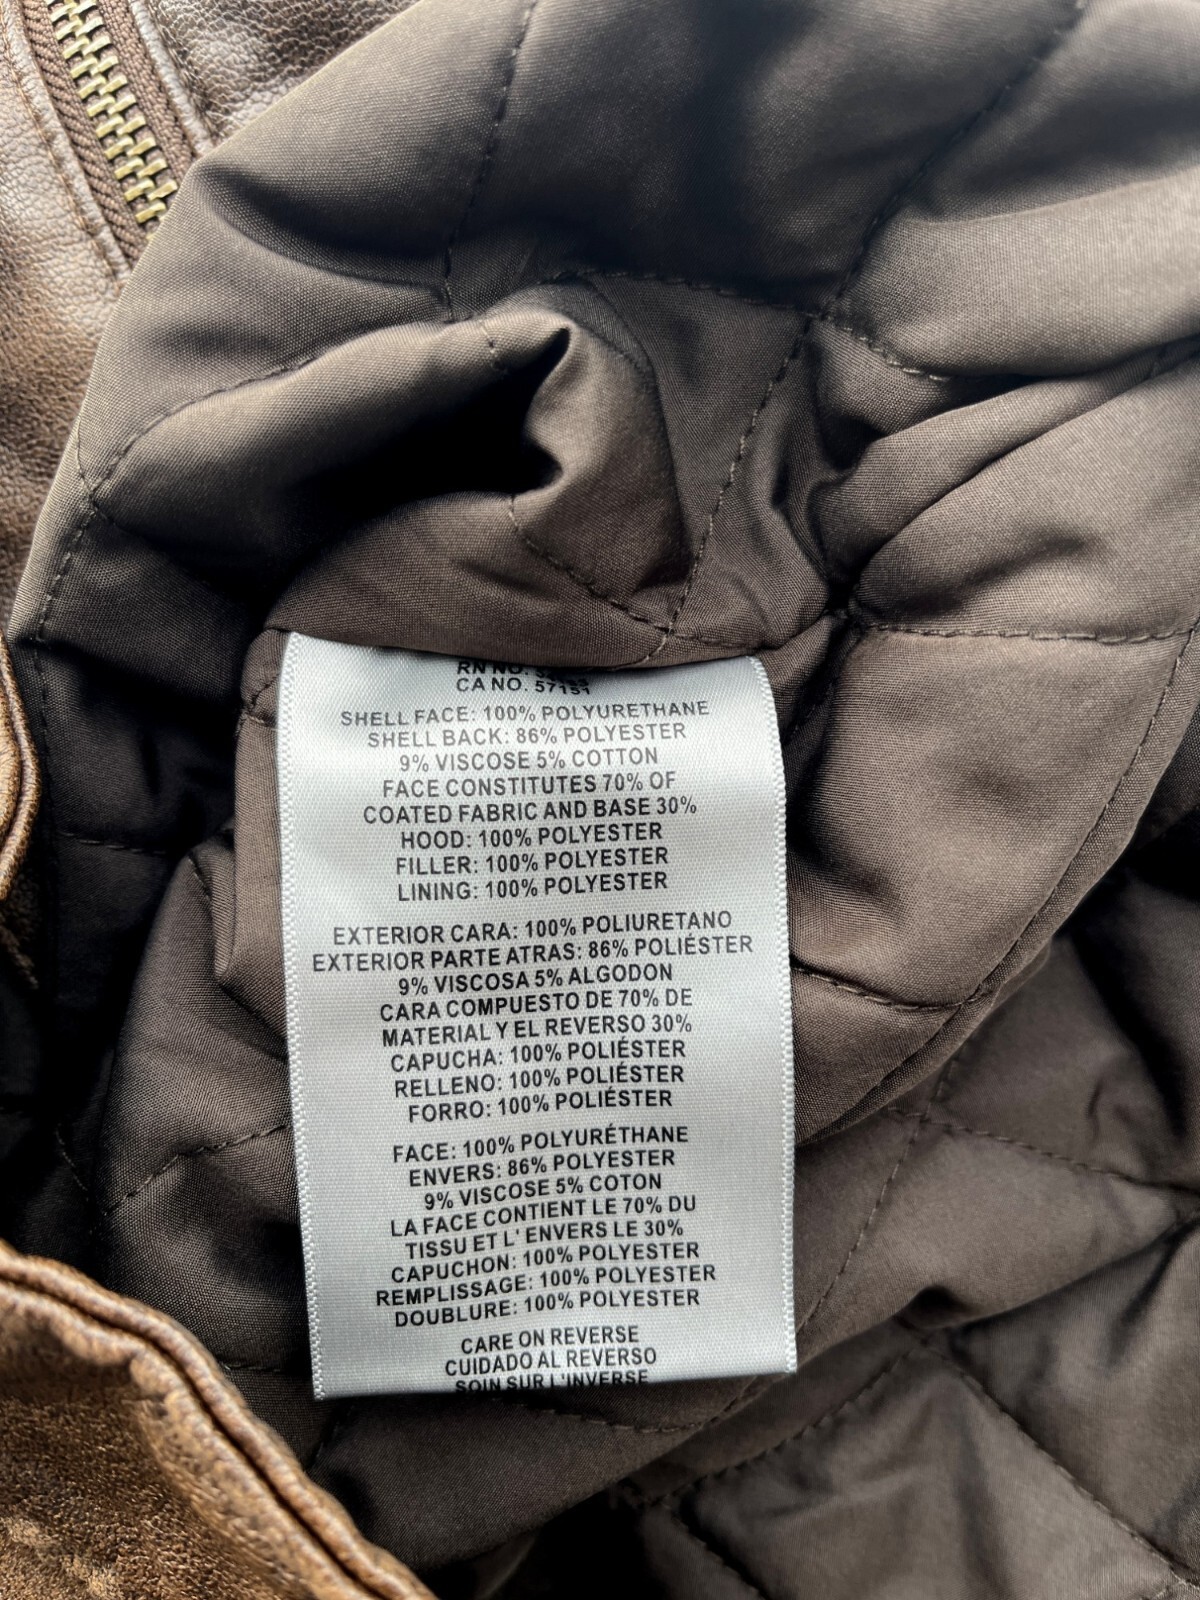 RN NO.
CA NO. 57151
SHELL FACE: 100% POLYURETHANE
SHELL BACK: 86% POLYESTER
9% VISCOSE 5% COTTON
FACE CONSTITUTES 70% OF
COATED FABRIC AND BASE 30%
HOOD: 100% POLYESTER
FILLER: 100% POLYESTER
LINING: 100% POLYESTER
EXTERIOR CARA: 100% POLIURETANO
EXTERIOR PARTE ATRAS: 86% POLIÉSTER
9% VISCOSA 5% ALGODON
CARA COMPUESTO DE 70% DE
MATERIAL Y EL REVERSO 30%
CAPUCHA: 100% POLIÉSTER
RELLENO: 100% POLIÉSTER
FORRO: 100% POLIÉSTER
FACE: 100% POLYURÉTHANE
ENVERS: 86% POLYESTER
9% VISCOSE 5% COTON
LA FACE CONTIENT LE 70% DU
TISSU ET L' ENVERS LE 30%
CAPUCHON: 100% POLYESTER
REMPLISSAGE: 100% POLYESTER
DOUBLURE: 100% POLYESTER
CARE ON REVERSE
CUIDADO AL REVERSO
SOIN SUR L'INVERSE